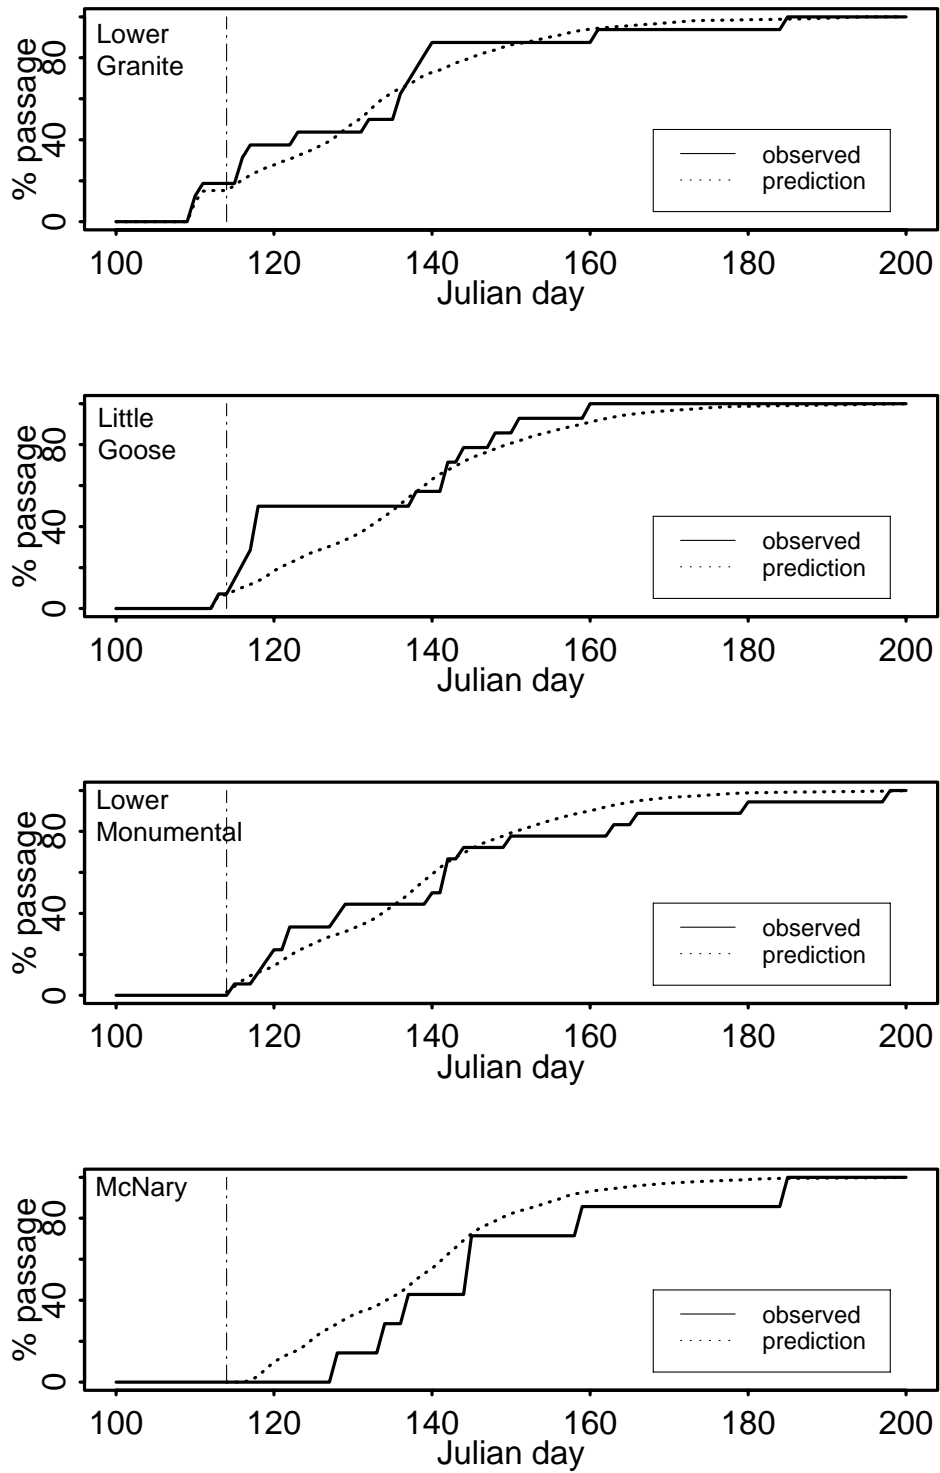 Lower
Granite
% passage
0 40 80
observed
prediction
100 120 140 160 180 200
Julian day
Little
Goose
% passage
0 40 80
observed
prediction
100 120 140 160 180 200
Julian day
Lower
Monumental
% passage
0 40 80
observed
prediction
100 120 140 160 180 200
Julian day
McNary
% passage
0 40 80
observed
prediction
100 120 140 160 180 200
Julian day